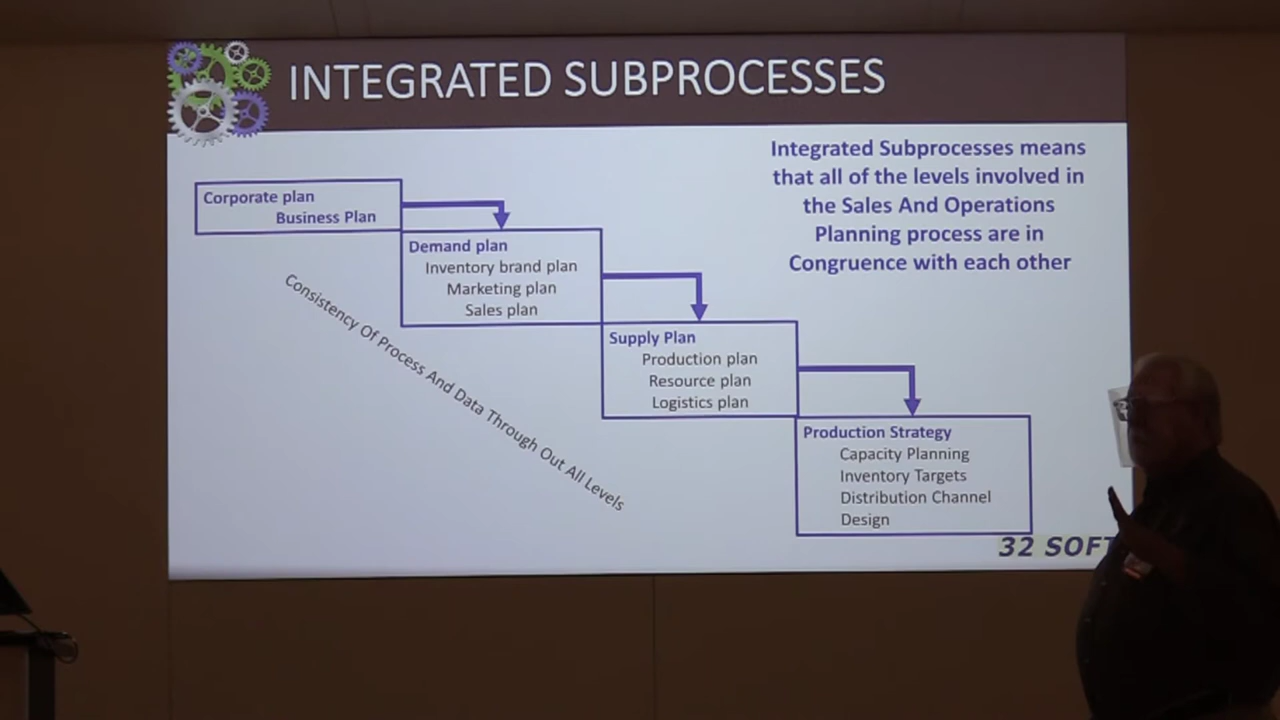 INTEGRATED SUBPROCESSES
Integrated Subprocesses means
that all of the levels involved in
the Sales And Operations
Planning process are in
Congruence with each other
Corporate plan
Business Plan
Demand plan
Inventory brand plan
Marketing plan
Sales plan
Supply Plan
Production plan
Resource plan
Logistics plan
Production Strategy
Capacity Planning
Inventory Targets
Distribution Channel
Design
Consistency Of Process And Data Through Out All Levels
32 SOFT